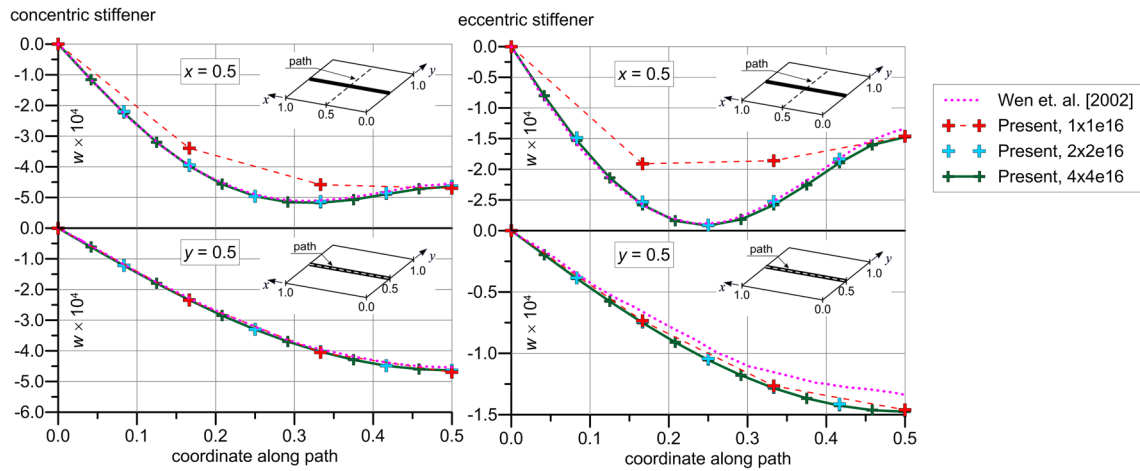 concentric stiffener
0.0
-1.0
-2.0
-3.0
-4.0
-5.0
w × 10⁴
x = 0.5
path
y
1.0
x
1.0
0.5
0.0
0.0
-1.0
-2.0
-3.0
-4.0
-5.0
-6.0
w × 10⁴
y = 0.5
path
y
1.0
x
1.0
0.5
0.0
0.0
0.1
0.2
0.3
0.4
0.5
coordinate along path
eccentric stiffener
0.0
-0.5
-1.0
-1.5
-2.0
-2.5
w × 10⁴
x = 0.5
path
y
1.0
x
1.0
0.5
0.0
0.0
-0.5
-1.0
-1.5
w × 10⁴
y = 0.5
path
y
1.0
x
1.0
0.5
0.0
0.0
0.1
0.2
0.3
0.4
0.5
coordinate along path
Wen et. al. [2002]
Present, 1x1e16
Present, 2x2e16
Present, 4x4e16